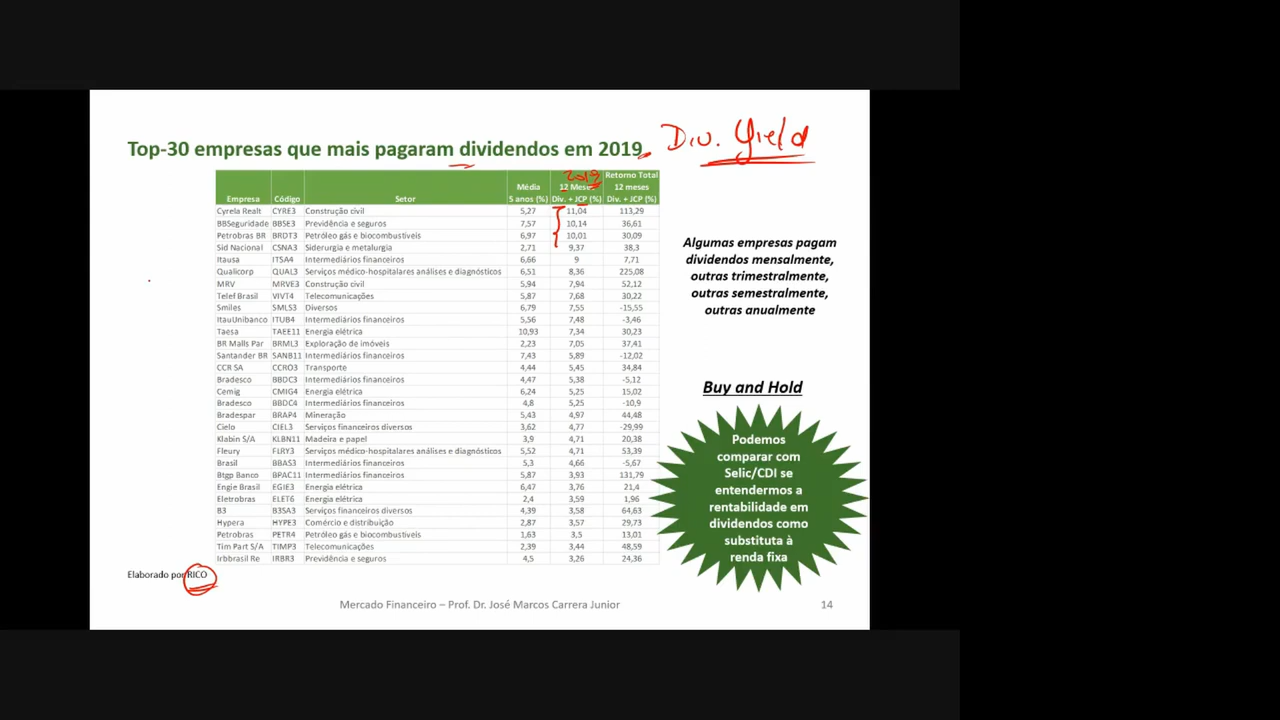 Top-30 empresas que mais pagaram dividendos em 2019
Div. Yield
2019
Empresa Código Setor Média 5 anos (%) 12 Meses Div. + JCP (%) Retorno Total 12 meses Div. + JCP (%)
Cyrela Realt CYRE3 Construção civil 5,27 11,04 113,29
BBSeguridade BBSE3 Previdência e seguros 7,57 10,14 36,61
Petrobras BR BRDT3 Petróleo gás e biocombustíveis 6,97 10,01 30,09
Sid Nacional CSNA3 Siderurgia e metalurgia 2,71 9,37 38,3
Itausa ITSA4 Intermediários financeiros 6,66 9 7,71
Qualicorp QUAL3 Serviços médico-hospitalares análises e diagnósticos 6,51 8,36 225,08
MRV MRVE3 Construção civil 5,94 7,94 52,12
Telef Brasil VIVT4 Telecomunicações 5,87 7,68 30,22
Smiles SMLS3 Diversos 6,79 7,55 -15,55
ItauUnibanco ITUB4 Intermediários financeiros 5,56 7,48 -3,46
Taesa TAEE11 Energia elétrica 10,93 7,34 30,23
BR Malls Par BRML3 Exploração de imóveis 2,23 7,05 37,41
Santander BR SANB11 Intermediários financeiros 7,43 5,89 -12,02
CCR SA CCRO3 Transporte 4,44 5,45 34,84
Bradesco BBDC3 Intermediários financeiros 4,47 5,38 -5,12
Cemig CMIG4 Energia elétrica 6,24 5,25 15,02
Bradesco BBDC4 Intermediários financeiros 4,8 5,25 -10,9
Bradespar BRAP4 Mineração 5,43 4,97 44,48
Cielo CIEL3 Serviços financeiros diversos 3,62 4,77 -29,99
Klabin S/A KLBN11 Madeira e papel 3,9 4,71 20,38
Fleury FLRY3 Serviços médico-hospitalares análises e diagnósticos 5,52 4,71 53,39
Brasil BBAS3 Intermediários financeiros 5,3 4,66 -5,67
Btgp Banco BPAC11 Intermediários financeiros 5,87 3,93 131,79
Engie Brasil EGIE3 Energia elétrica 6,47 3,76 21,4
Eletrobras ELET6 Energia elétrica 2,4 3,59 1,96
B3 B3SA3 Serviços financeiros diversos 4,39 3,58 64,63
Hypera HYPE3 Comércio e distribuição 2,87 3,57 29,73
Petrobras PETR4 Petróleo gás e biocombustíveis 1,63 3,5 13,01
Tim Part S/A TIMP3 Telecomunicações 2,39 3,44 48,59
Irbbrasil Re IRBR3 Previdência e seguros 4,5 3,26 24,36
Elaborado por RICO
Algumas empresas pagam
dividendos mensalmente,
outras trimestralmente,
outras semestralmente,
outras anualmente
Buy and Hold
Podemos
comparar com
Selic/CDI se
entendermos a
rentabilidade em
dividendos como
substituta à
renda fixa
Mercado Financeiro – Prof. Dr. José Marcos Carrera Junior
14